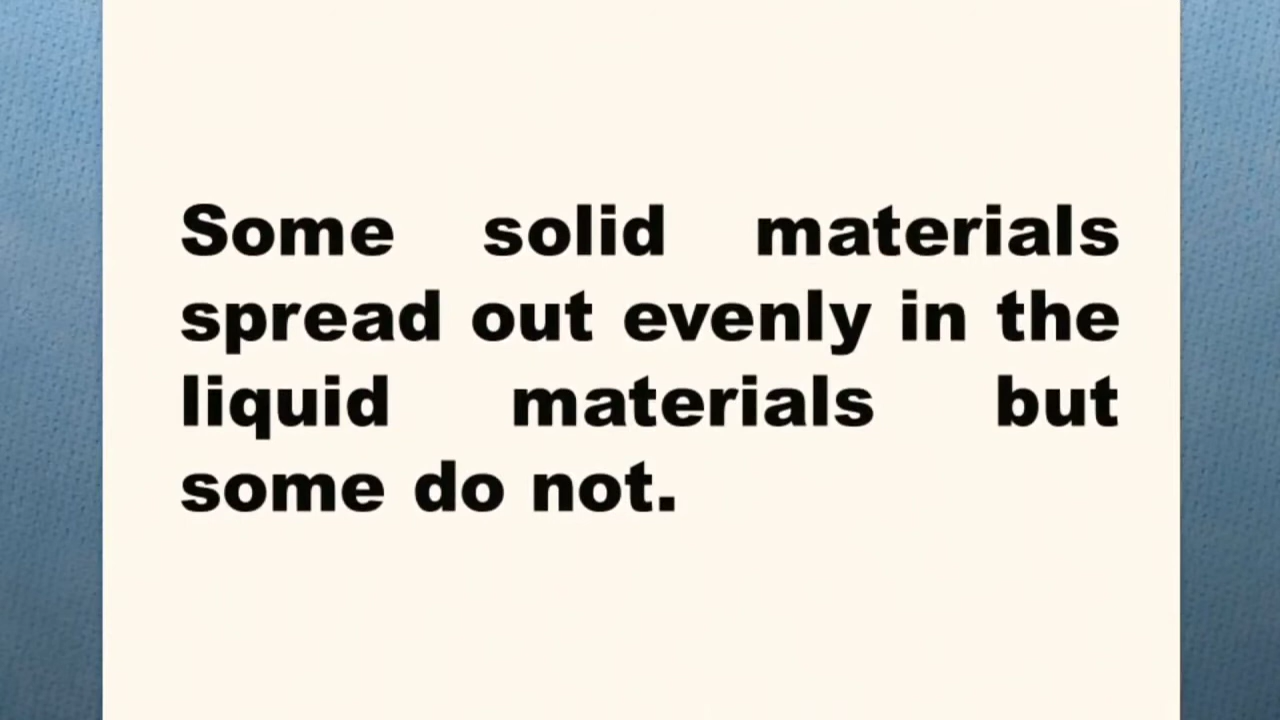 Some solid materials
spread out evenly in the
liquid materials but
some do not.